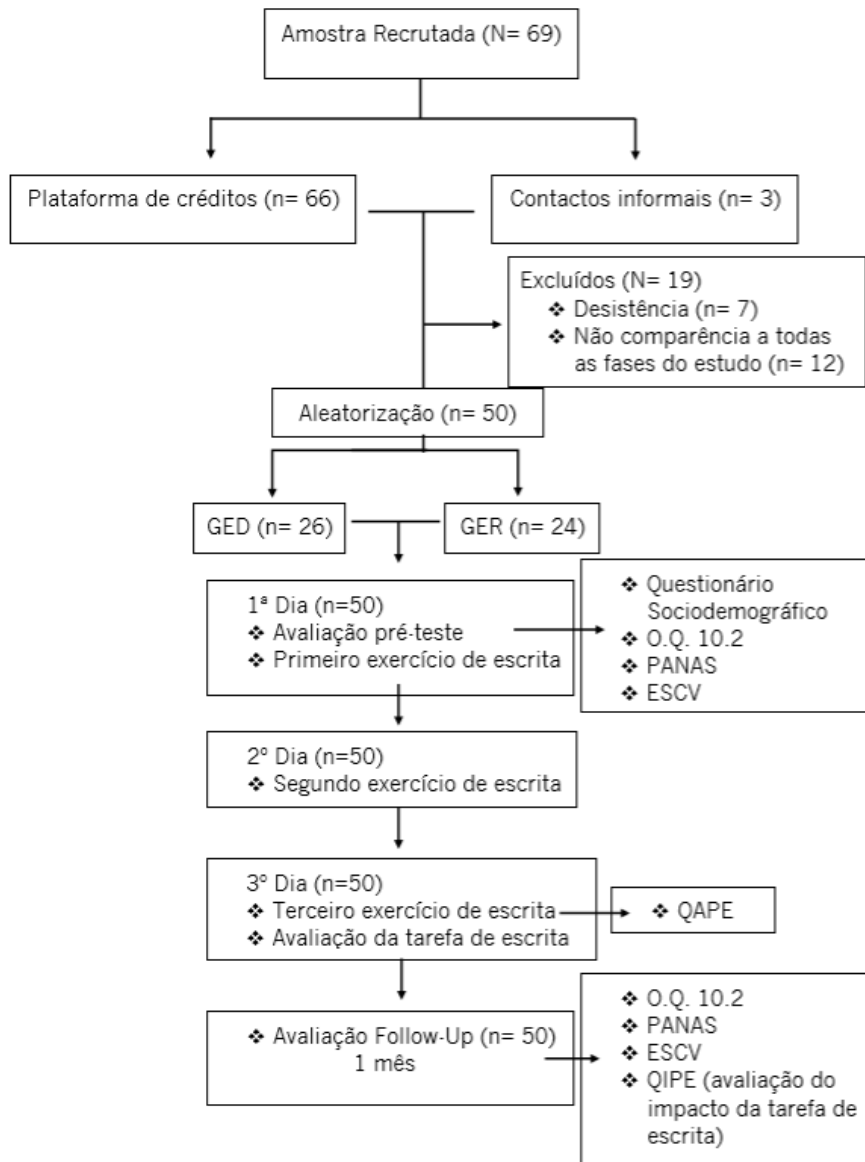 Amostra Recrutada (N= 69)
Plataforma de créditos (n= 66)
Contactos informais (n= 3)
Excluídos (N= 19)
❖ Desistência (n= 7)
❖ Não comparência a todas
as fases do estudo (n= 12)
Aleatorização (n= 50)
GED (n= 26)
GER (n= 24)
1ª Dia (n=50)
❖ Avaliação pré-teste
❖ Primeiro exercício de escrita
❖ Questionário
Sociodemográfico
❖ O.Q. 10.2
❖ PANAS
❖ ESCV
2º Dia (n=50)
❖ Segundo exercício de escrita
3º Dia (n=50)
❖ Terceiro exercício de escrita
❖ Avaliação da tarefa de escrita
❖ QAPE
❖ Avaliação Follow-Up (n= 50)
1 mês
❖ O.Q. 10.2
❖ PANAS
❖ ESCV
❖ QIPE (avaliação do
impacto da tarefa de
escrita)